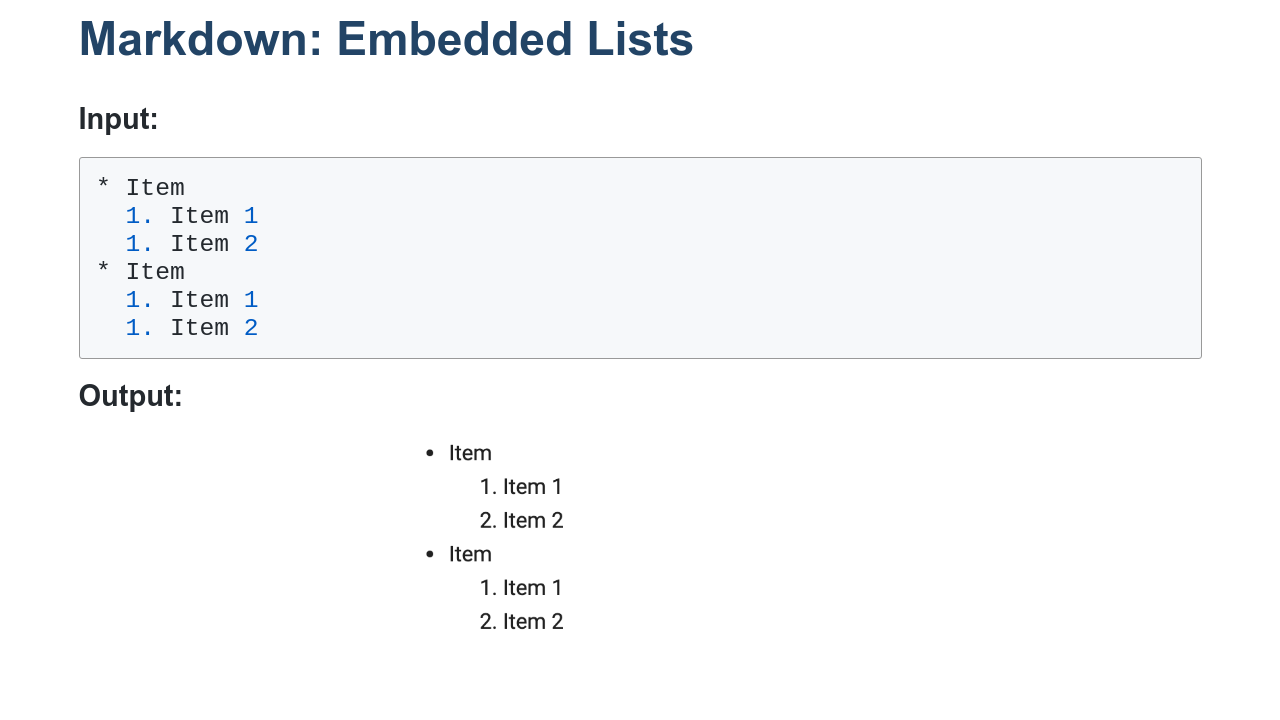 Markdown: Embedded Lists
Input:
* Item
  1. Item 1
  1. Item 2
* Item
  1. Item 1
  1. Item 2
Output:
• Item
1. Item 1
2. Item 2
• Item
1. Item 1
2. Item 2